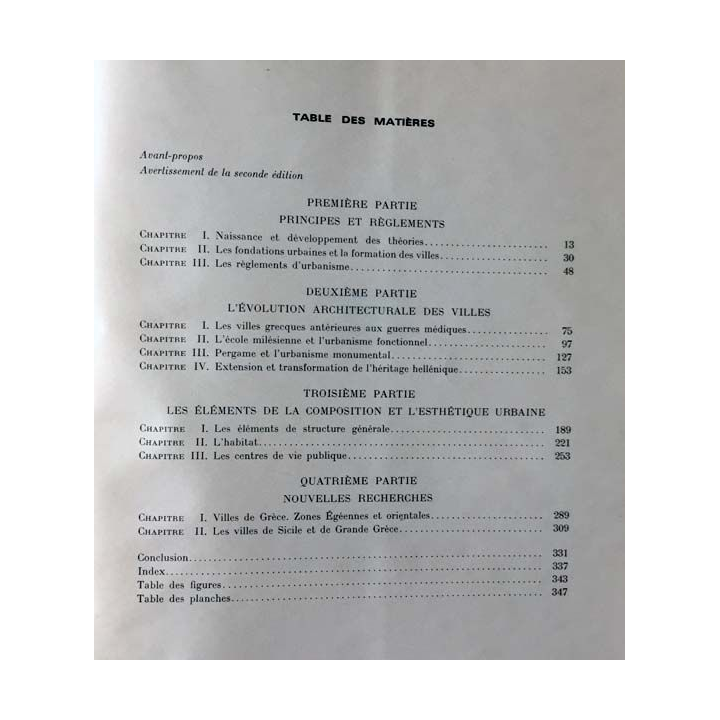 TABLE DES MATIÈRES
Avant-propos
Avertissement de la seconde édition
PREMIÈRE PARTIE
PRINCIPES ET RÈGLEMENTS
CHAPITRE I. Naissance et développement des théories 13
CHAPITRE II. Les fondations urbaines et la formation des villes 30
CHAPITRE III. Les règlements d'urbanisme 48
DEUXIÈME PARTIE
L'ÉVOLUTION ARCHITECTURALE DES VILLES
CHAPITRE I. Les villes grecques antérieures aux guerres médiques 75
CHAPITRE II. L'école milésienne et l'urbanisme fonctionnel 97
CHAPITRE III. Pergame et l'urbanisme monumental 127
CHAPITRE IV. Extension et transformation de l'héritage hellénique 153
TROISIÈME PARTIE
LES ÉLÉMENTS DE LA COMPOSITION ET L'ESTHÉTIQUE URBAINE
CHAPITRE I. Les éléments de structure générale 189
CHAPITRE II. L'habitat 221
CHAPITRE III. Les centres de vie publique 253
QUATRIÈME PARTIE
NOUVELLES RECHERCHES
CHAPITRE I. Villes de Grèce. Zones Égéennes et orientales 289
CHAPITRE II. Les villes de Sicile et de Grande Grèce 309
Conclusion 331
Index 337
Table des figures 343
Table des planches 347